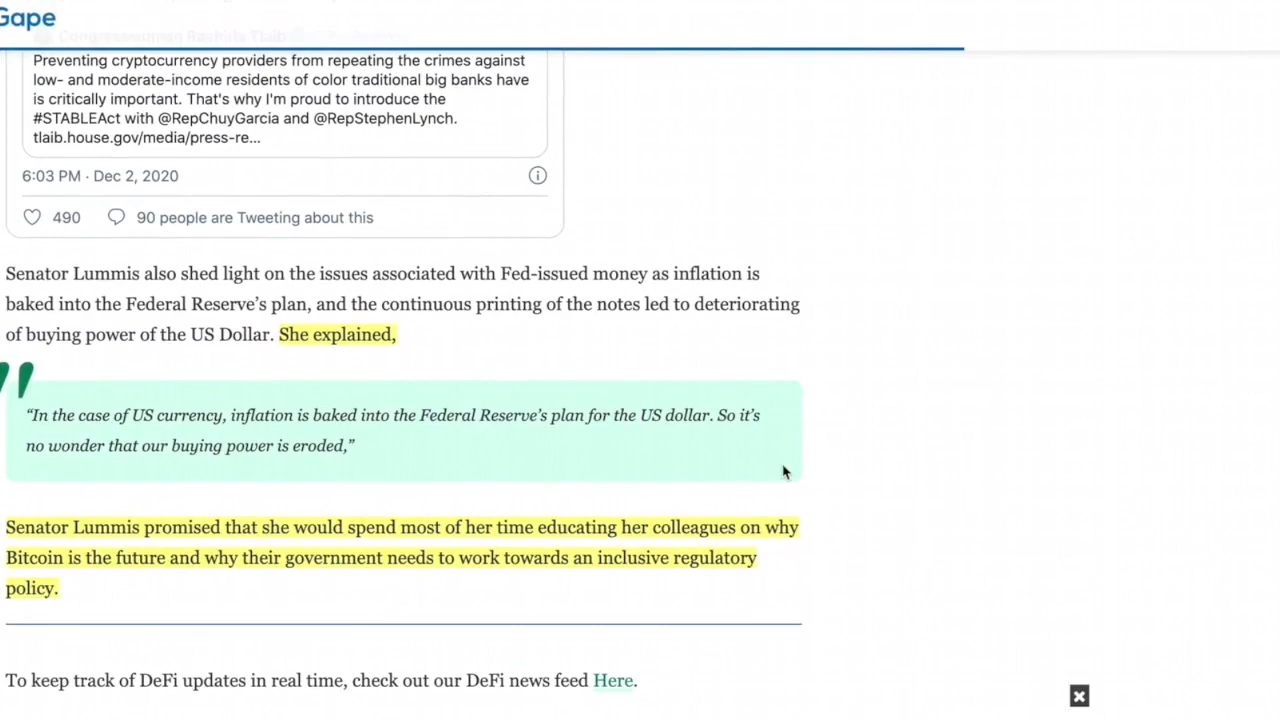 Gape
Congresswoman Rashida Tlaib
Preventing cryptocurrency providers from repeating the crimes against
low- and moderate-income residents of color traditional big banks have
is critically important. That's why I'm proud to introduce the
#STABLEAct with @RepChuyGarcia and @RepStephenLynch.
tlaib.house.gov/media/press-re...
6:03 PM · Dec 2, 2020
490 90 people are Tweeting about this
Senator Lummis also shed light on the issues associated with Fed-issued money as inflation is
baked into the Federal Reserve’s plan, and the continuous printing of the notes led to deteriorating
of buying power of the US Dollar. She explained,
“In the case of US currency, inflation is baked into the Federal Reserve’s plan for the US dollar. So it’s
no wonder that our buying power is eroded,”
Senator Lummis promised that she would spend most of her time educating her colleagues on why
Bitcoin is the future and why their government needs to work towards an inclusive regulatory
policy.
To keep track of DeFi updates in real time, check out our DeFi news feed Here.